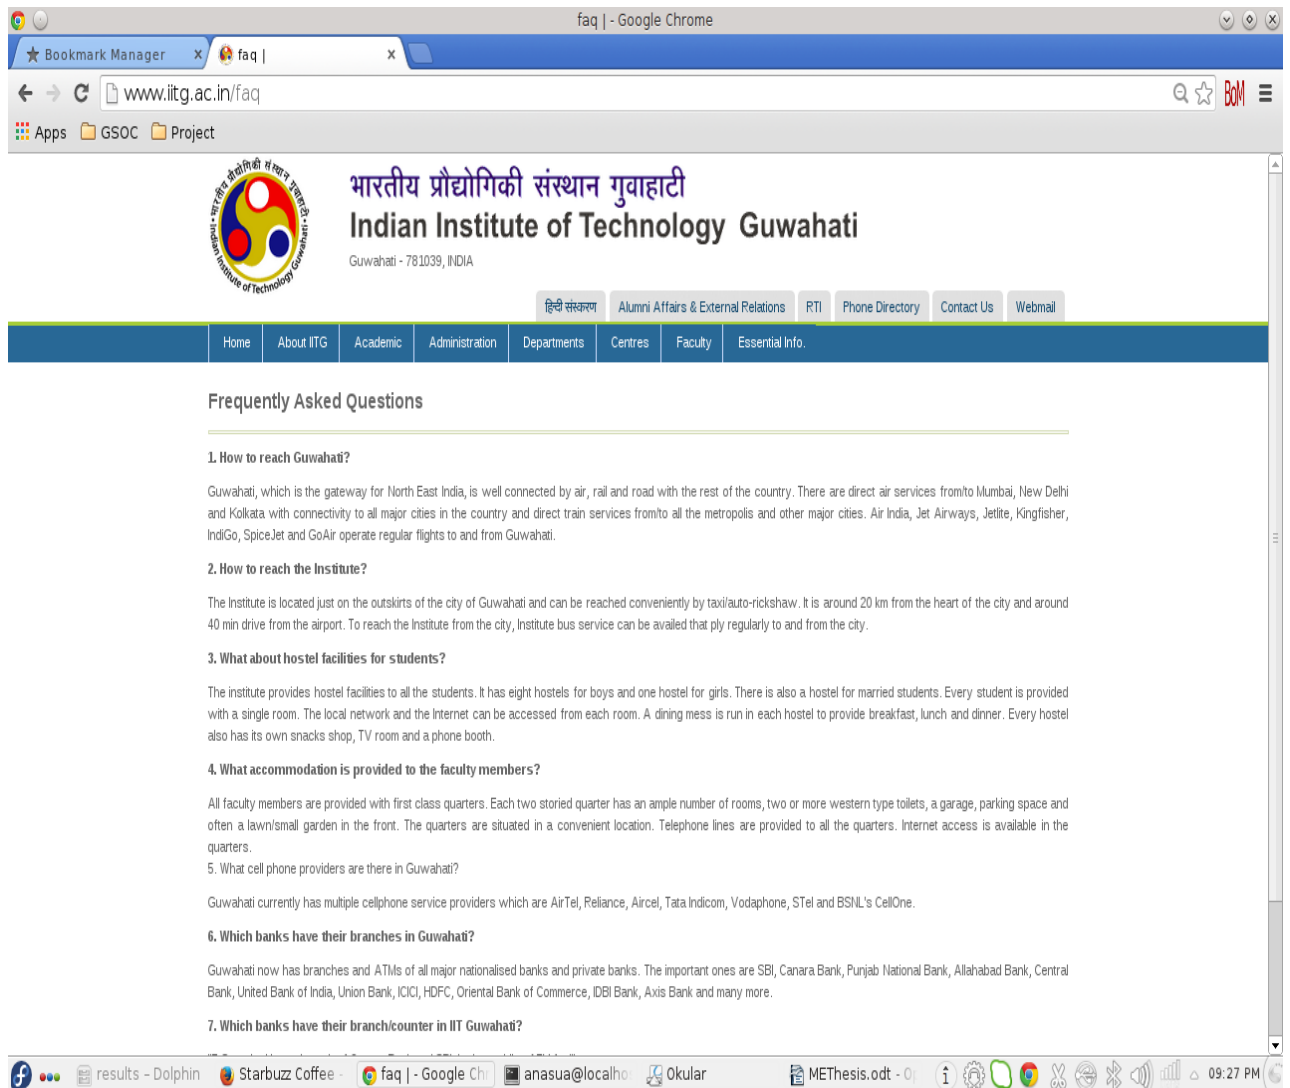 faq | - Google Chrome
Bookmark Manager x faq | x
www.iitg.ac.in/faq BoM
Apps GSOC Project
भारतीय प्रौद्योगिकी संस्थान गुवाहाटी
Indian Institute of Technology Guwahati
Guwahati - 781039, INDIA
भारतीय प्रौद्योगिकी संस्थान गुवाहाटी
Indian Institute of Technology Guwahati
हिन्दी संस्करण Alumni Affairs & External Relations RTI Phone Directory Contact Us Webmail
Home About IITG Academic Administration Departments Centres Faculty Essential Info.
Frequently Asked Questions
1. How to reach Guwahati?
Guwahati, which is the gateway for North East India, is well connected by air, rail and road with the rest of the country. There are direct air services from/to Mumbai, New Delhi
and Kolkata with connectivity to all major cities in the country and direct train services from/to all the metropolis and other major cities. Air India, Jet Airways, Jetlite, Kingfisher,
IndiGo, SpiceJet and GoAir operate regular flights to and from Guwahati.
2. How to reach the Institute?
The Institute is located just on the outskirts of the city of Guwahati and can be reached conveniently by taxi/auto-rickshaw. It is around 20 km from the heart of the city and around
40 min drive from the airport. To reach the Institute from the city, Institute bus service can be availed that ply regularly to and from the city.
3. What about hostel facilities for students?
The institute provides hostel facilities to all the students. It has eight hostels for boys and one hostel for girls. There is also a hostel for married students. Every student is provided
with a single room. The local network and the Internet can be accessed from each room. A dining mess is run in each hostel to provide breakfast, lunch and dinner. Every hostel
also has its own snacks shop, TV room and a phone booth.
4. What accommodation is provided to the faculty members?
All faculty members are provided with first class quarters. Each two storied quarter has an ample number of rooms, two or more western type toilets, a garage, parking space and
often a lawn/small garden in the front. The quarters are situated in a convenient location. Telephone lines are provided to all the quarters. Internet access is available in the
quarters.
5. What cell phone providers are there in Guwahati?
Guwahati currently has multiple cellphone service providers which are AirTel, Reliance, Aircel, Tata Indicom, Vodaphone, STel and BSNL's CellOne.
6. Which banks have their branches in Guwahati?
Guwahati now has branches and ATMs of all major nationalised banks and private banks. The important ones are SBI, Canara Bank, Punjab National Bank, Allahabad Bank, Central
Bank, United Bank of India, Union Bank, ICICI, HDFC, Oriental Bank of Commerce, IDBI Bank, Axis Bank and many more.
7. Which banks have their branch/counter in IIT Guwahati?
results - Dolphin Starbuzz Coffee - faq | - Google Chr anasua@localho Okular METhesis.odt - O 09:27 PM